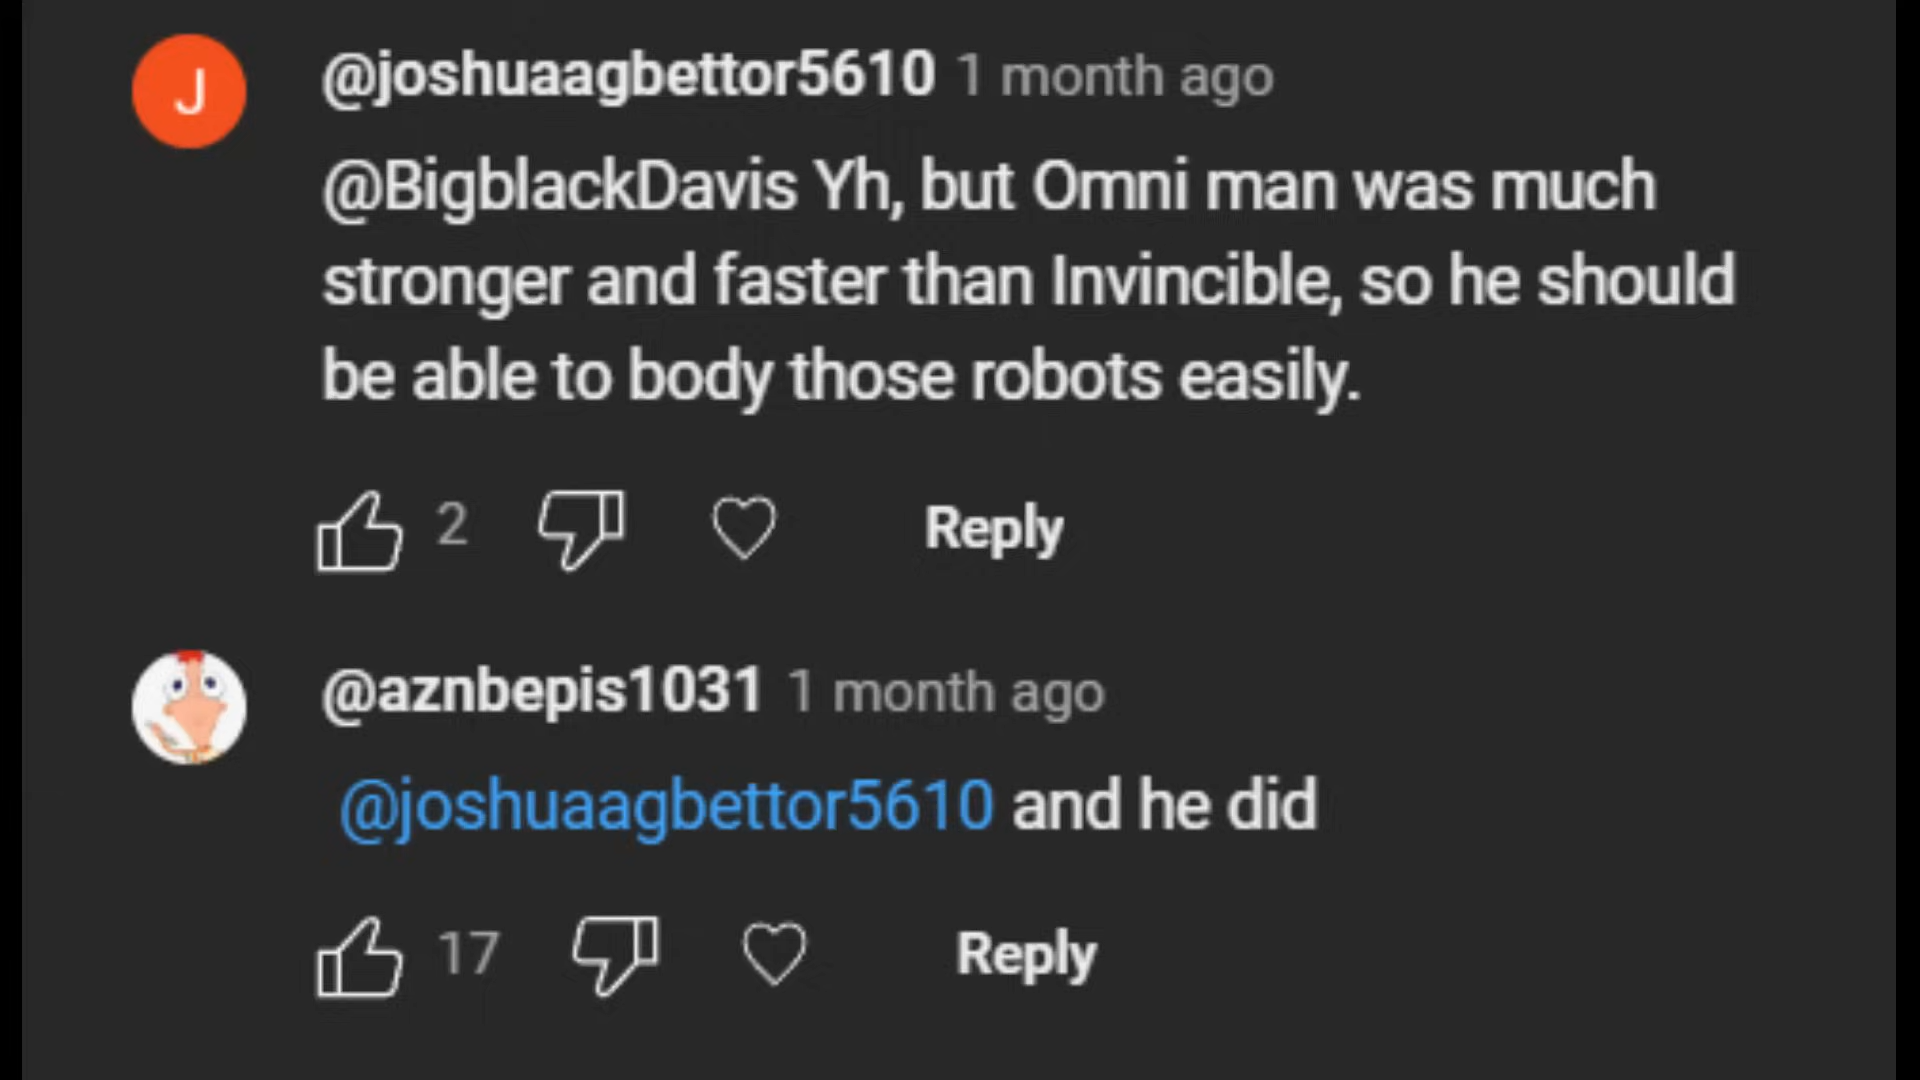 J
@joshuaagbettor5610 1 month ago
@BigblackDavis Yh, but Omni man was much
stronger and faster than Invincible, so he should
be able to body those robots easily.
2 Reply
@aznbepis1031 1 month ago
@joshuaagbettor5610 and he did
17 Reply